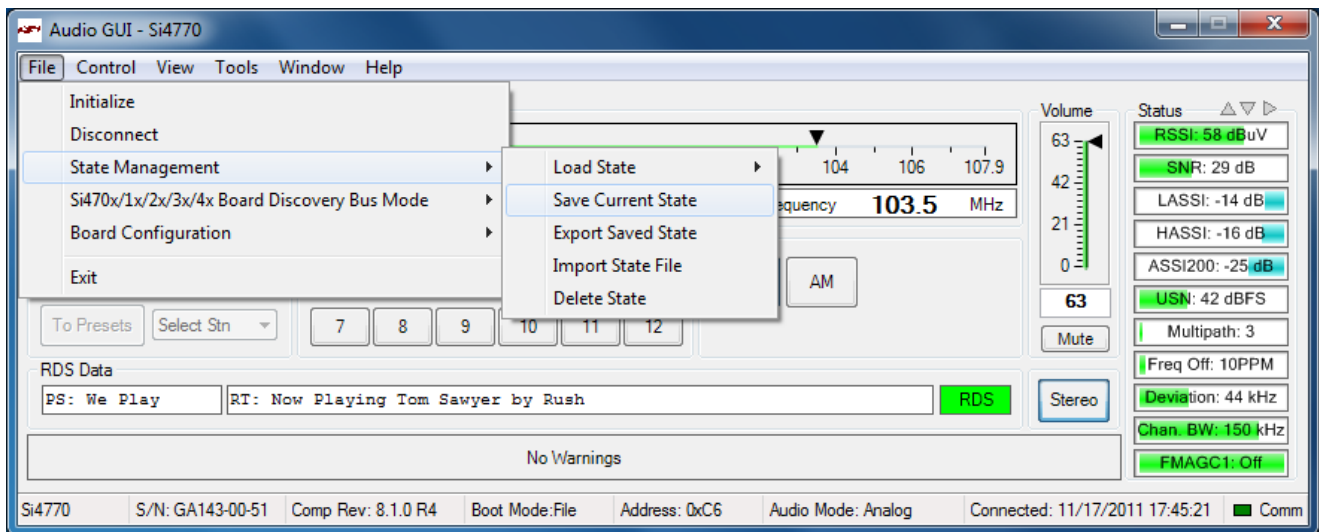 Audio GUI - Si4770
File Control View Tools Window Help
Initialize
Disconnect
State Management
Si470x/1x/2x/3x/4x Board Discovery Bus Mode
Board Configuration
Exit
Load State
Save Current State
Export Saved State
Import State File
Delete State
104 106 107.9
103.5 MHz
AM
To Presets Select Stn
7 8 9 10 11 12
Volume
63
42
21
0
63
Mute
Status
RSSI: 58 dBuV
SNR: 29 dB
LASSI: -14 dB
HASSI: -16 dB
ASSI200: -25 dB
USN: 42 dBFS
Multipath: 3
Freq Off: 10PPM
Deviation: 44 kHz
Chan. BW: 150 kHz
FMAGC1: Off
RDS Data
PS: We Play RT: Now Playing Tom Sawyer by Rush RDS
Stereo
No Warnings
Si4770 S/N: GA143-00-51 Comp Rev: 8.1.0 R4 Boot Mode:File Address: 0xC6 Audio Mode: Analog Connected: 11/17/2011 17:45:21 Comm